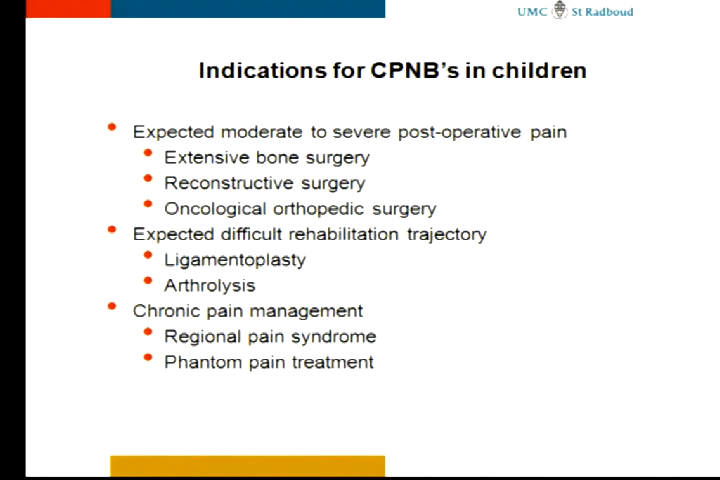 UMC St Radboud
Indications for CPNB's in children
Expected moderate to severe post-operative pain
Extensive bone surgery
Reconstructive surgery
Oncological orthopedic surgery
Expected difficult rehabilitation trajectory
Ligamentoplasty
Arthrolysis
Chronic pain management
Regional pain syndrome
Phantom pain treatment